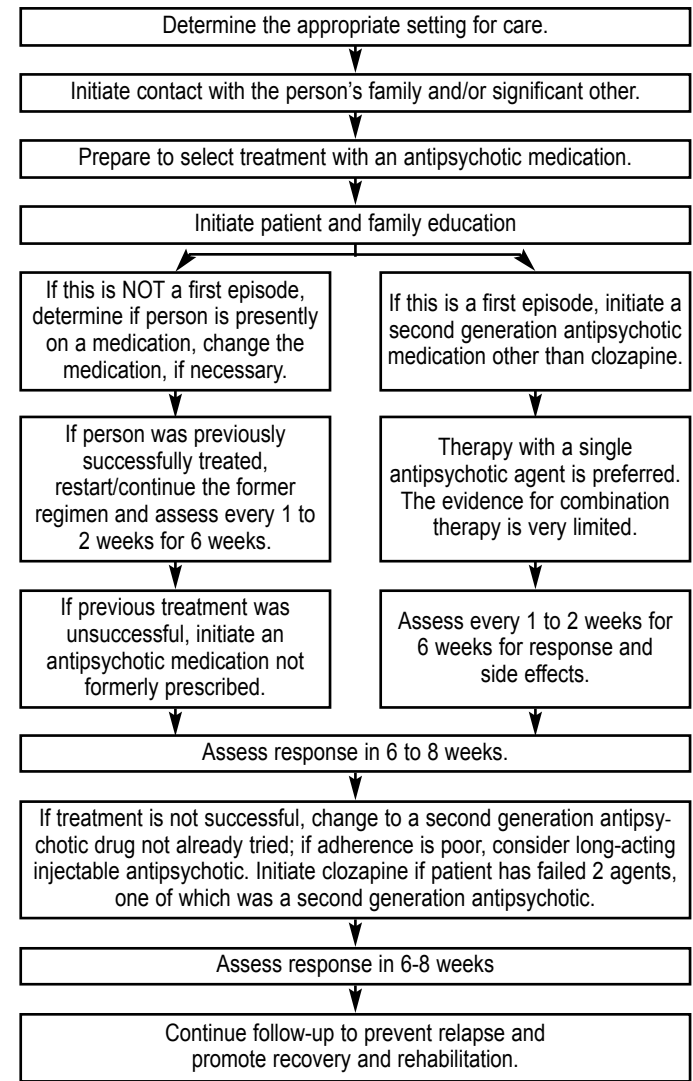 Determine the appropriate setting for care.
Initiate contact with the person’s family and/or significant other.
Prepare to select treatment with an antipsychotic medication.
Initiate patient and family education
If this is NOT a first episode,
determine if person is presently
on a medication, change the
medication, if necessary.
If person was previously
successfully treated,
restart/continue the former
regimen and assess every 1 to
2 weeks for 6 weeks.
If previous treatment was
unsuccessful, initiate an
antipsychotic medication not
formerly prescribed.
If this is a first episode, initiate a
second generation antipsychotic
medication other than clozapine.
Therapy with a single
antipsychotic agent is preferred.
The evidence for combination
therapy is very limited.
Assess every 1 to 2 weeks for
6 weeks for response and
side effects.
Assess response in 6 to 8 weeks.
If treatment is not successful, change to a second generation antipsy-
chotic drug not already tried; if adherence is poor, consider long-acting
injectable antipsychotic. Initiate clozapine if patient has failed 2 agents,
one of which was a second generation antipsychotic.
Assess response in 6-8 weeks
Continue follow-up to prevent relapse and
promote recovery and rehabilitation.